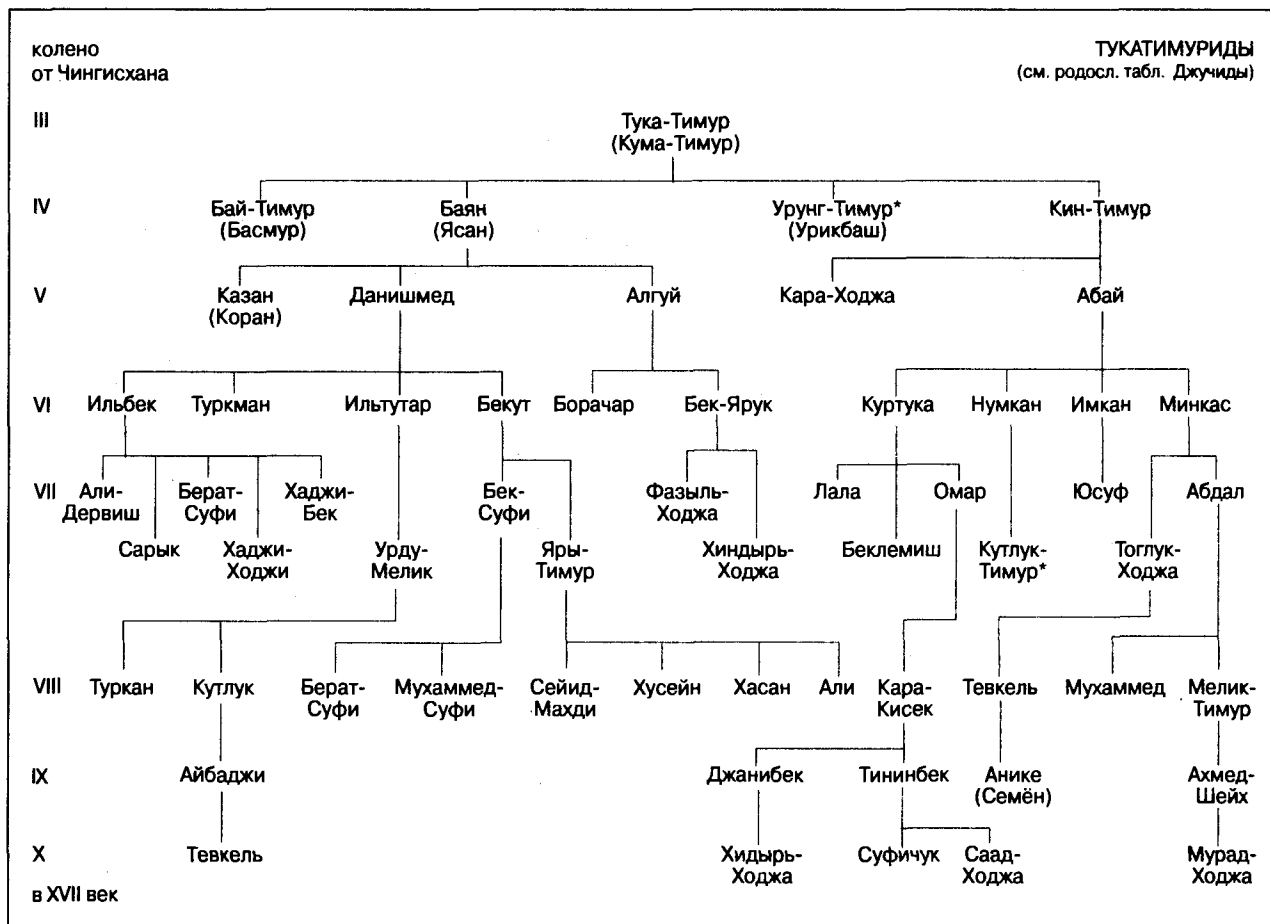 колено
от Чингисхана
ТУКАТИМУРИДЫ
(см. родосл. табл. Джучиды)
III
Тука-Тимур
(Кума-Тимур)
IV
Бай-Тимур
(Басмур)
Баян
(Ясан)
Урунг-Тимур*
(Урикбаш)
Кин-Тимур
V
Казан
(Коран)
Данишмед
Алгуй
Кара-Ходжа
Абай
VI
Ильбек
Туркман
Ильтутар
Бекут
Борачар
Бек-Ярук
Куртука
Нумкан
Имкан
Минкас
VII
Али-
Дервиш
Сарык
Берат-
Суфи
Хаджи-
Ходжи
Хаджи-
Бек
Урду-
Мелик
Бек-
Суфи
Яры-
Тимур
Фазыль-
Ходжа
Хиндырь-
Ходжа
Лала
Беклемиш
Омар
Кутлук-
Тимур*
Юсуф
Тоглук-
Ходжа
Абдал
VIII
Туркан
Кутлук
Берат-
Суфи
Мухаммед-
Суфи
Сейид-
Махди
Хусейн
Хасан
Али
Кара-
Кисек
Тевкель
Мухаммед
Мелик-
Тимур
IX
Айбаджи
Джанибек
Тининбек
Анике
(Семён)
Ахмед-
Шейх
X
Тевкель
Хидырь-
Ходжа
Суфичук
Саад-
Ходжа
Мурад-
Ходжа
в XVII век